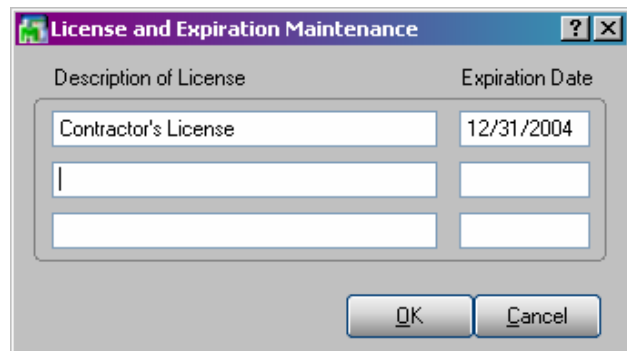 License and Expiration Maintenance
Description of License Expiration Date
Contractor's License 12/31/2004
OK Cancel